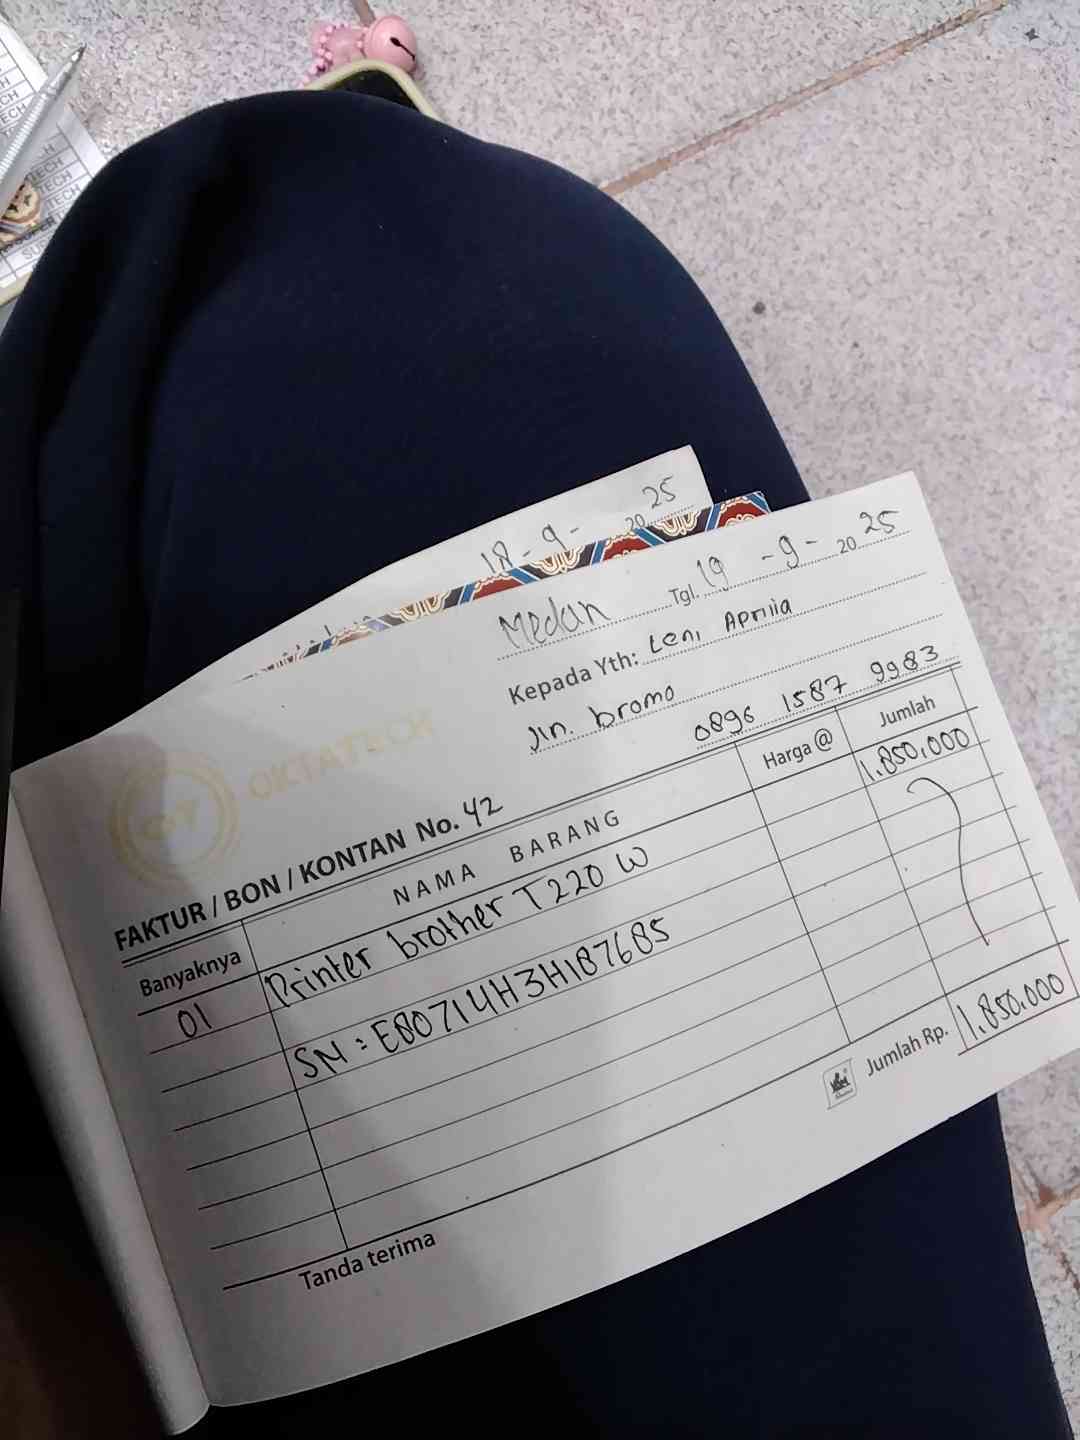 18 - 9 - 2025
Medan Tgl. 19 - 9 - 2025
Kepada Yth: Leni Aprilia
Jln. bromo
0896 1587 9983
OT OKTATECH
FAKTUR / BON / KONTAN No. 42
Banyaknya NAMA BARANG Harga @ Jumlah
01 Printer brother T220 W 1.850.000
SN = E80714H3H187685
Jumlah Rp. 1.850.000
Tanda terima